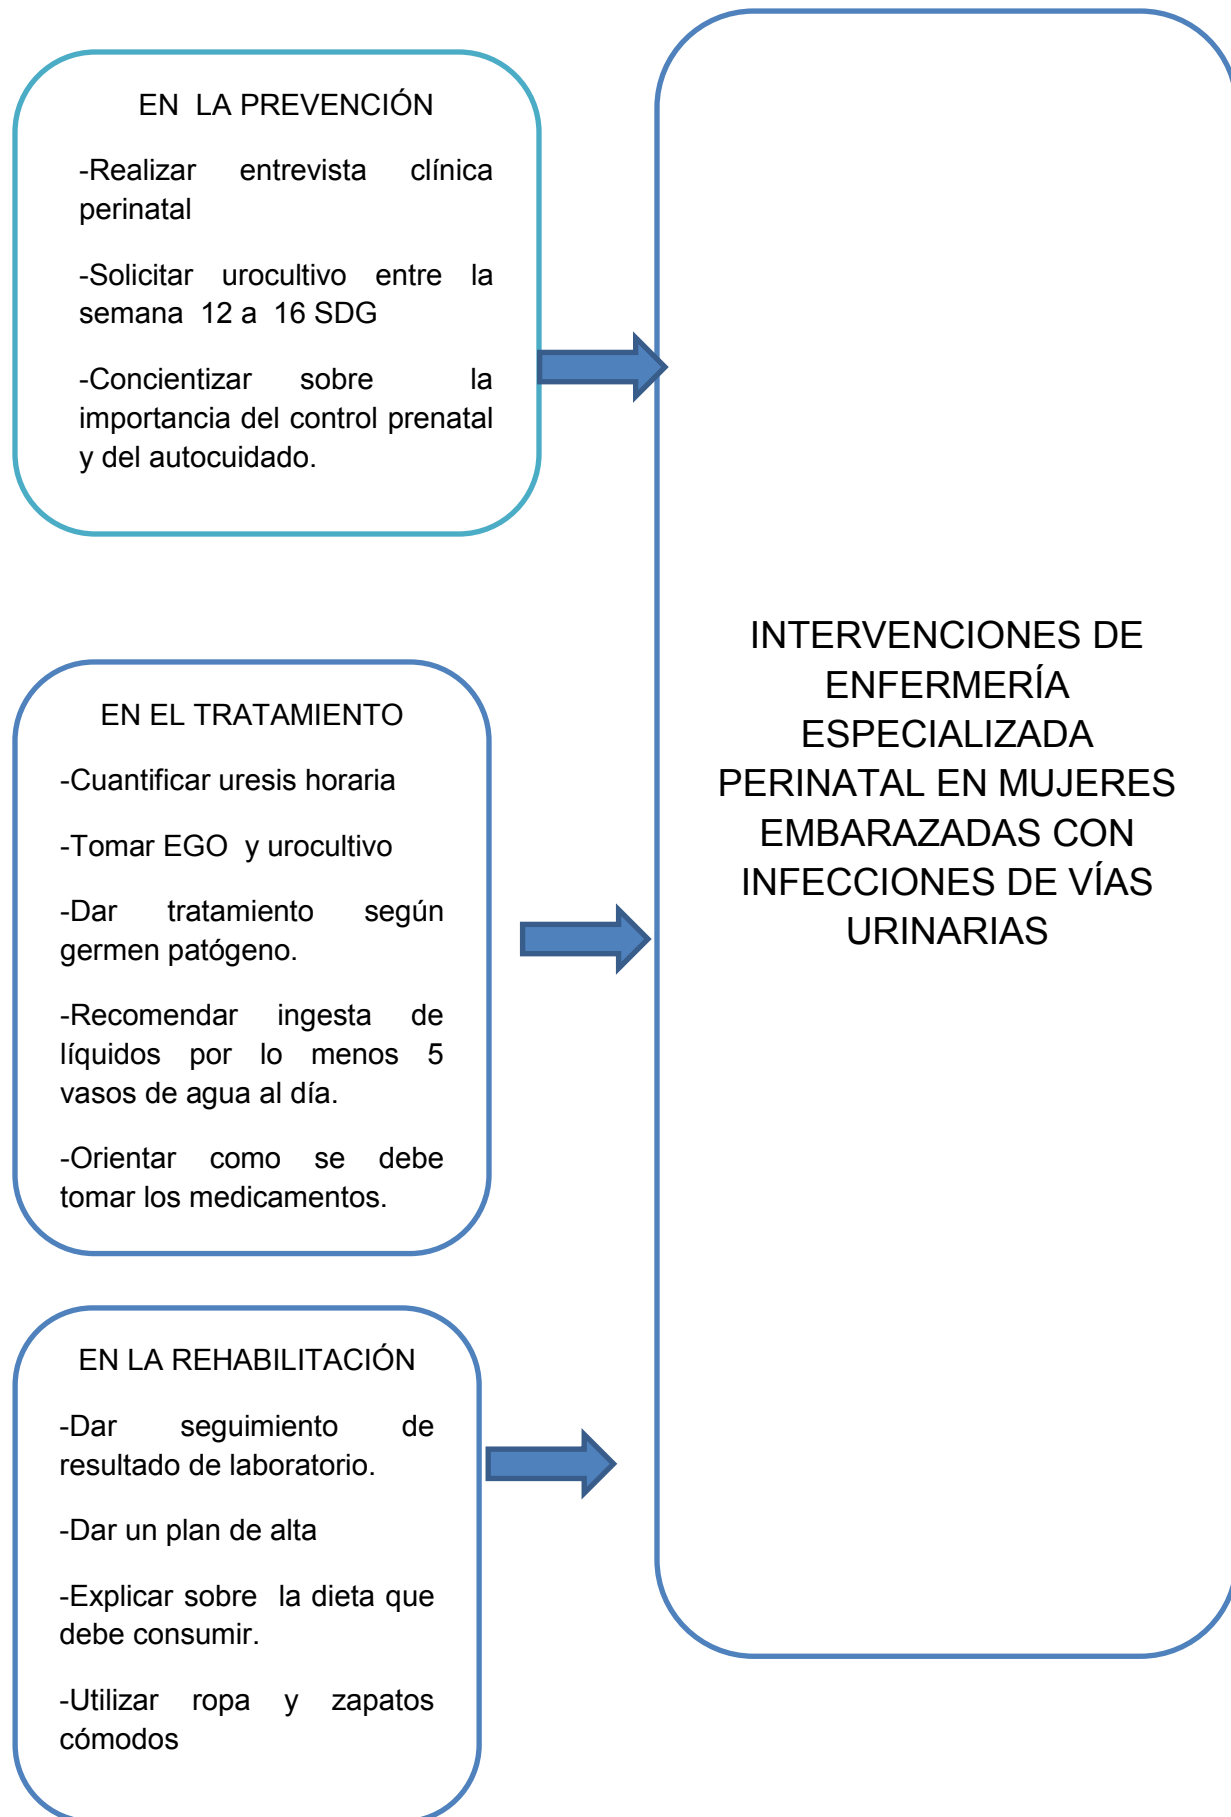 EN LA PREVENCIÓN
-Realizar entrevista clínica
perinatal
-Solicitar urocultivo entre la
semana 12 a 16 SDG
-Concientizar sobre la
importancia del control prenatal
y del autocuidado.
EN EL TRATAMIENTO
-Cuantificar uresis horaria
-Tomar EGO y urocultivo
-Dar tratamiento según
germen patógeno.
-Recomendar ingesta de
líquidos por lo menos 5
vasos de agua al día.
-Orientar como se debe
tomar los medicamentos.
EN LA REHABILITACIÓN
-Dar seguimiento de
resultado de laboratorio.
-Dar un plan de alta
-Explicar sobre la dieta que
debe consumir.
-Utilizar ropa y zapatos
cómodos
INTERVENCIONES DE
ENFERMERÍA
ESPECIALIZADA
PERINATAL EN MUJERES
EMBARAZADAS CON
INFECCIONES DE VÍAS
URINARIAS